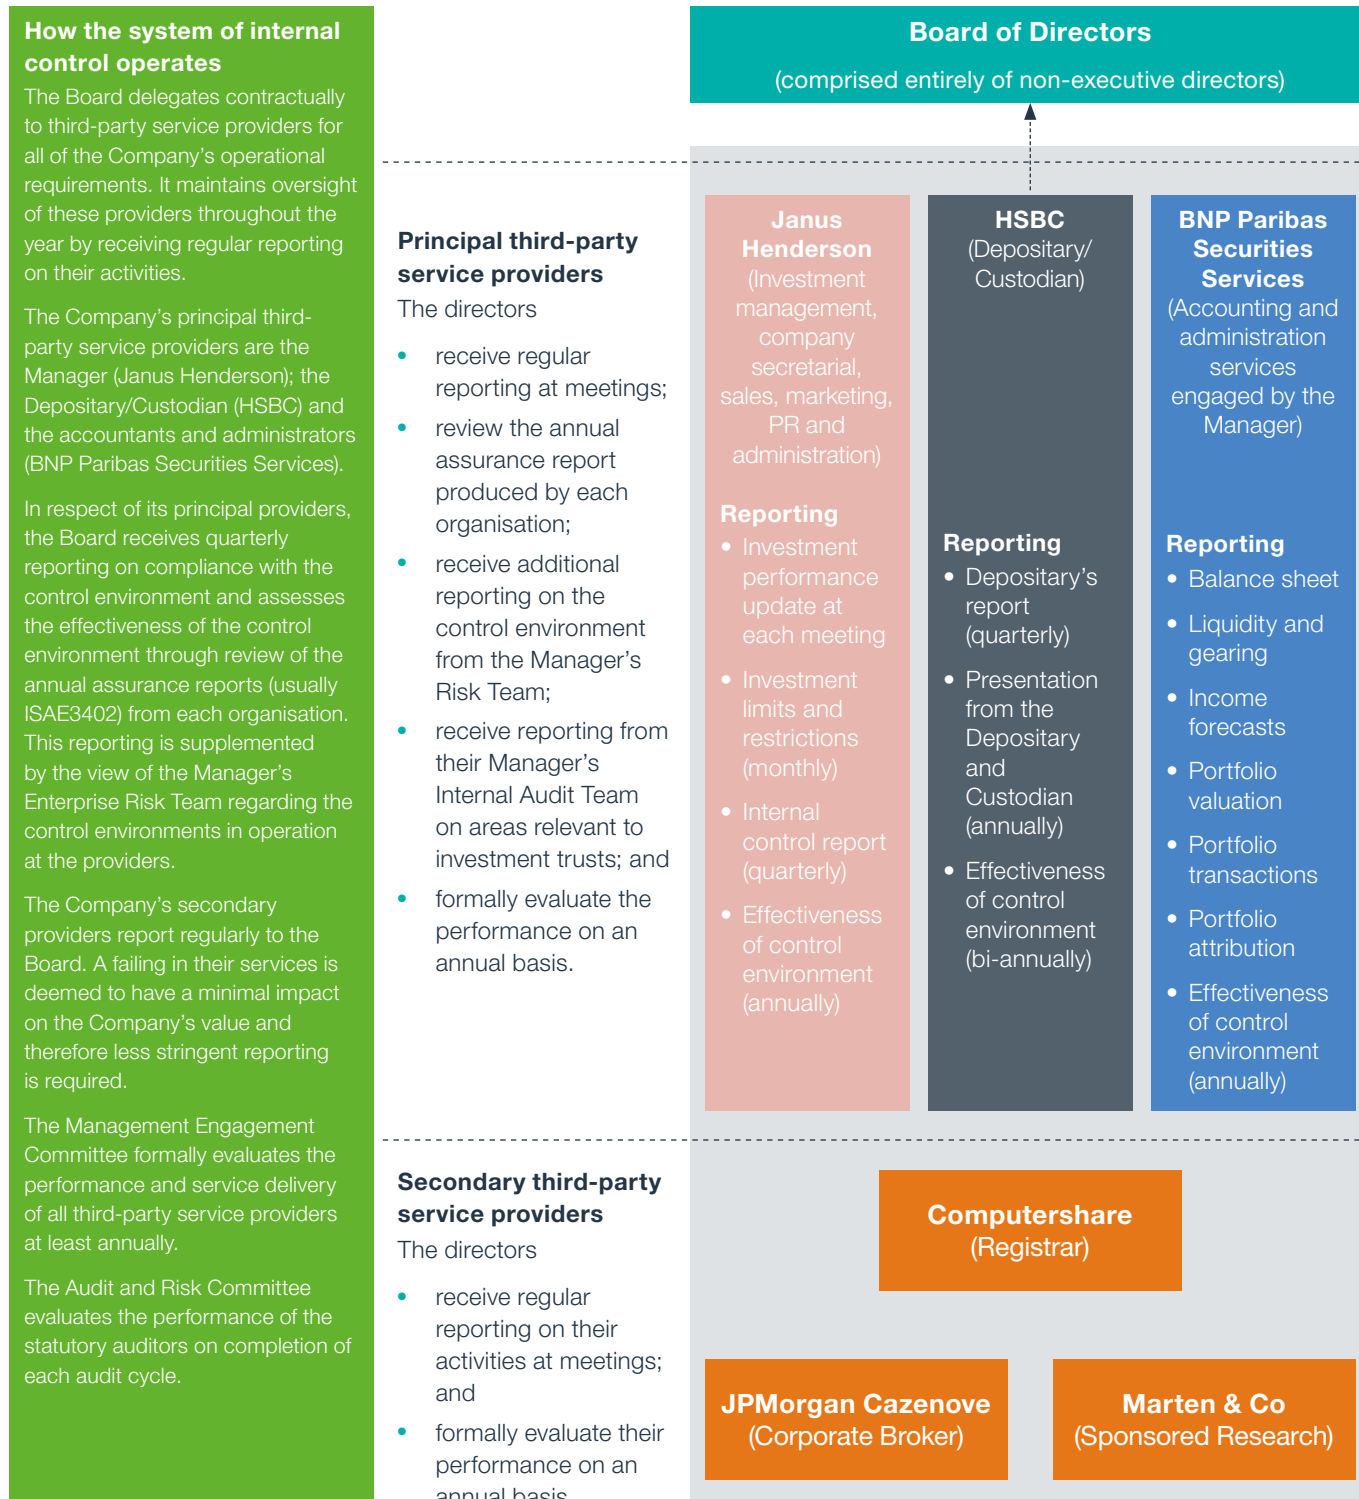 How the system of internal
control operates
The Board delegates contractually
to third-party service providers for
all of the Company's operational
requirements. It maintains oversight
of these providers throughout the
year by receiving regular reporting
on their activities.
The Company's principal third-
party service providers are the
Manager (Janus Henderson); the
Depositary/Custodian (HSBC) and
the accountants and administrators
(BNP Paribas Securities Services).
In respect of its principal providers,
the Board receives quarterly
reporting on compliance with the
control environment and assesses
the effectiveness of the control
environment through review of the
annual assurance reports (usually
ISAE3402) from each organisation.
This reporting is supplemented
by the view of the Manager's
Enterprise Risk Team regarding the
control environments in operation
at the providers.
The Company's secondary
providers report regularly to the
Board. A failing in their services is
deemed to have a minimal impact
on the Company's value and
therefore less stringent reporting
is required.
The Management Engagement
Committee formally evaluates the
performance and service delivery
of all third-party service providers
at least annually.
The Audit and Risk Committee
evaluates the performance of the
statutory auditors on completion of
each audit cycle.
Board of Directors
(comprised entirely of non-executive directors)
Principal third-party
service providers
The directors
• receive regular
reporting at meetings;
• review the annual
assurance report
produced by each
organisation;
• receive additional
reporting on the
control environment
from the Manager's
Risk Team;
• receive reporting from
their Manager's
Internal Audit Team
on areas relevant to
investment trusts; and
• formally evaluate the
performance on an
annual basis.
Janus
Henderson
(Investment
management,
company
secretarial,
sales, marketing,
PR and
administration)
Reporting
• Investment
performance
update at
each meeting
• Investment
limits and
restrictions
(monthly)
• Internal
control report
(quarterly)
• Effectiveness
of control
environment
(annually)
HSBC
(Depositary/
Custodian)
Reporting
• Depositary's
report
(quarterly)
• Presentation
from the
Depositary
and
Custodian
(annually)
• Effectiveness
of control
environment
(bi-annually)
BNP Paribas
Securities
Services
(Accounting and
administration
services
engaged by the
Manager)
Reporting
• Balance sheet
• Liquidity and
gearing
• Income
forecasts
• Portfolio
valuation
• Portfolio
transactions
• Portfolio
attribution
• Effectiveness
of control
environment
(annually)
Secondary third-party
service providers
The directors
• receive regular
reporting on their
activities at meetings;
and
• formally evaluate their
performance on an
annual basis
Computershare
(Registrar)
JPMorgan Cazenove
(Corporate Broker)
Marten & Co
(Sponsored Research)